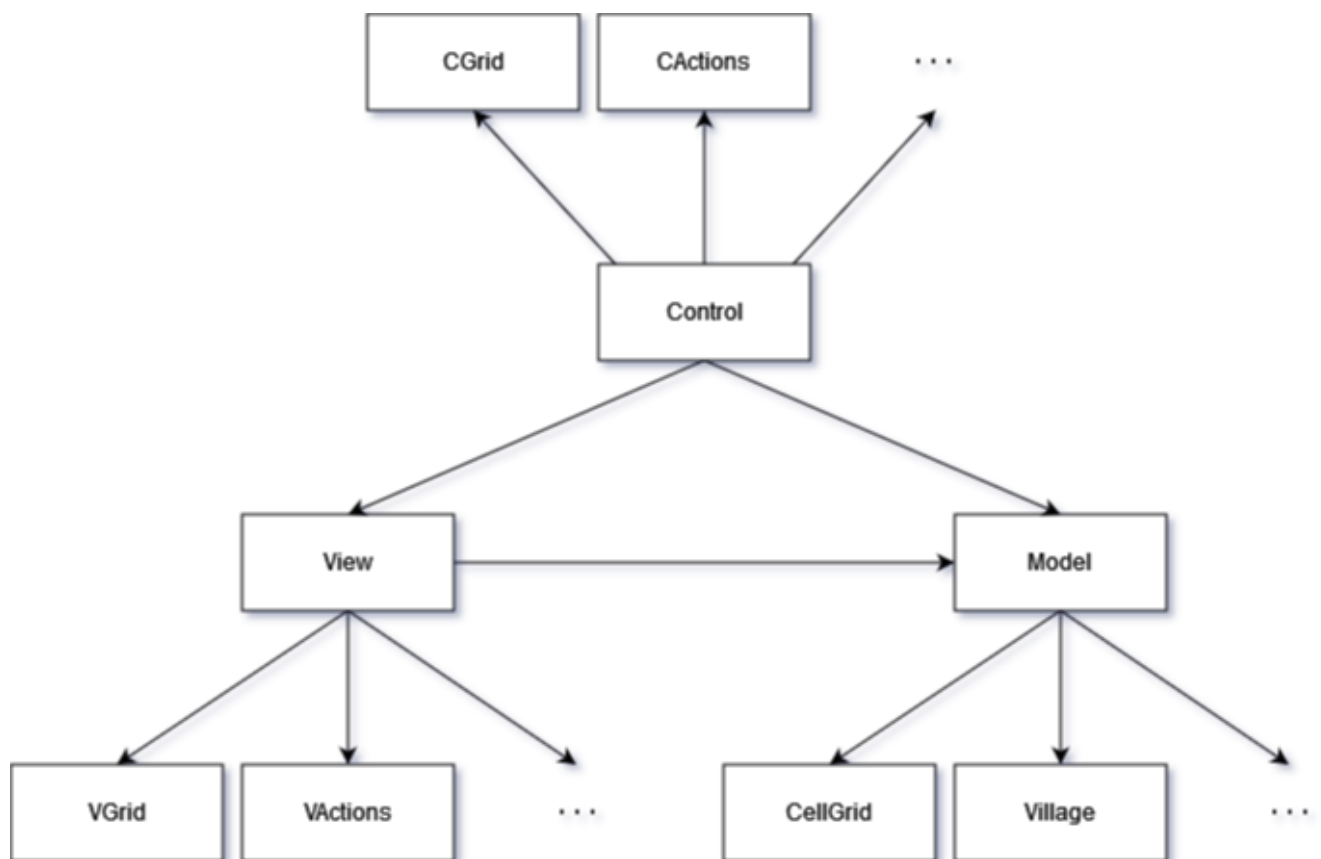 CGrid
CActions
...
Control
View
Model
VGrid
VActions
...
CellGrid
Village
...